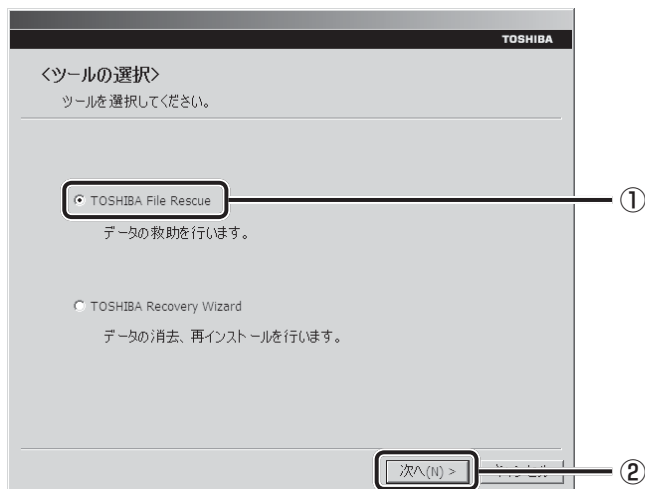 TOSHIBA
<ツールの選択>
ツールを選択してください。
TOSHIBA File Rescue
①
データの救助を行います。
TOSHIBA Recovery Wizard
データの消去、再インストールを行います。
次へ(N) >
②